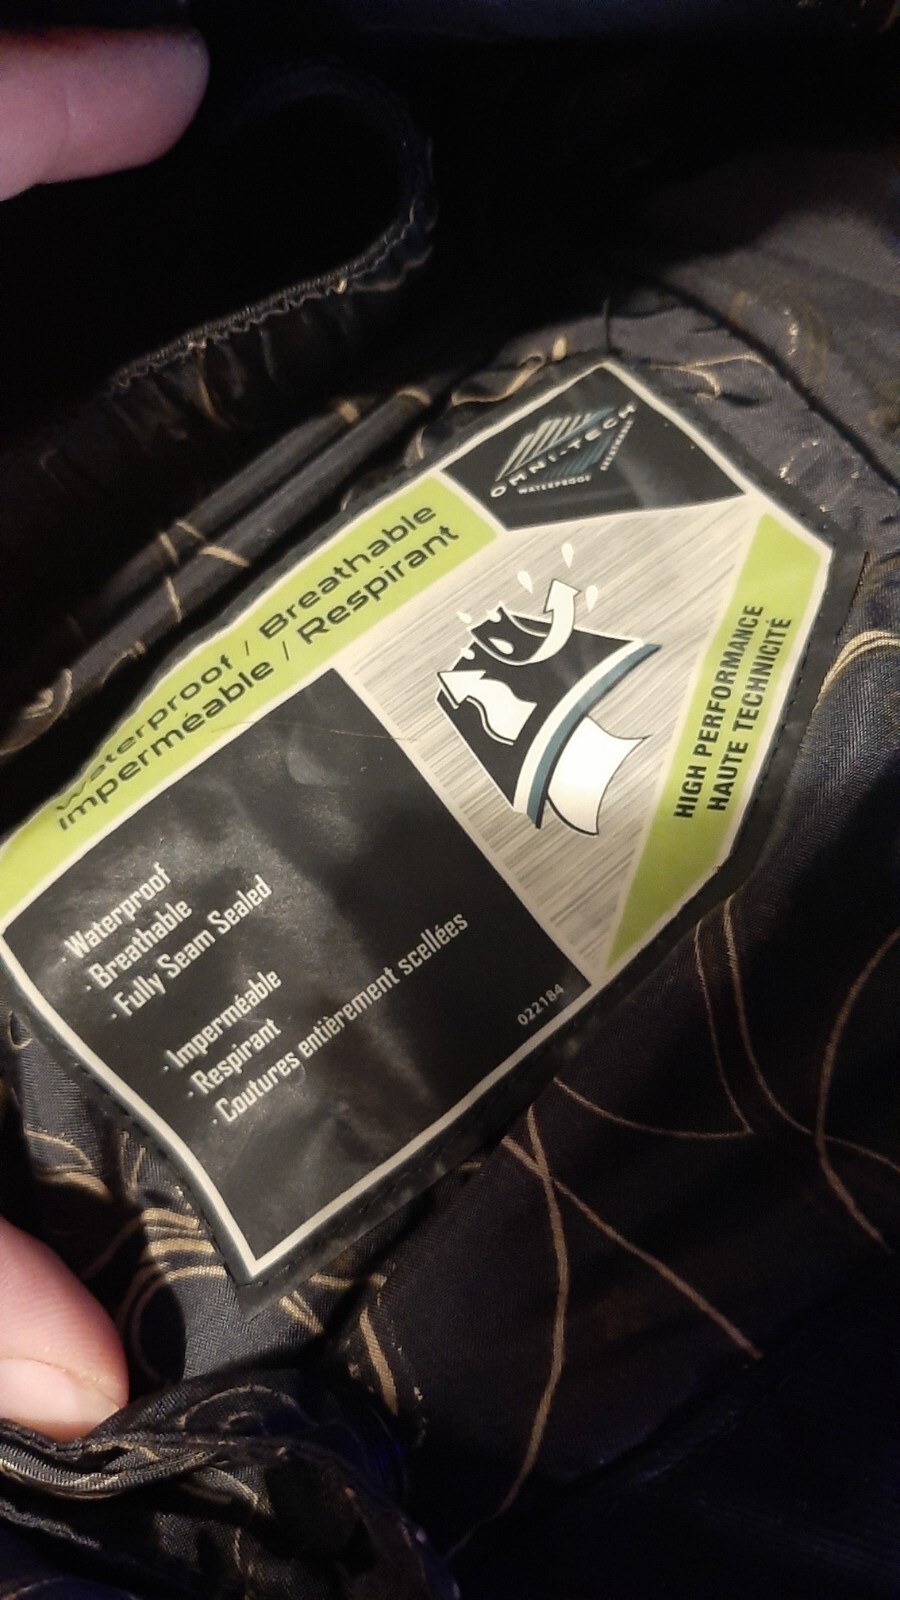 OMNI-TECH
WATERPROOF BREATHABLE
Waterproof / Breathable
Imperméable / Respirant
HIGH PERFORMANCE
HAUTE TECHNICITÉ
· Waterproof
· Breathable
· Fully Seam Sealed
· Imperméable
· Respirant
· Coutures entièrement scellées
022184